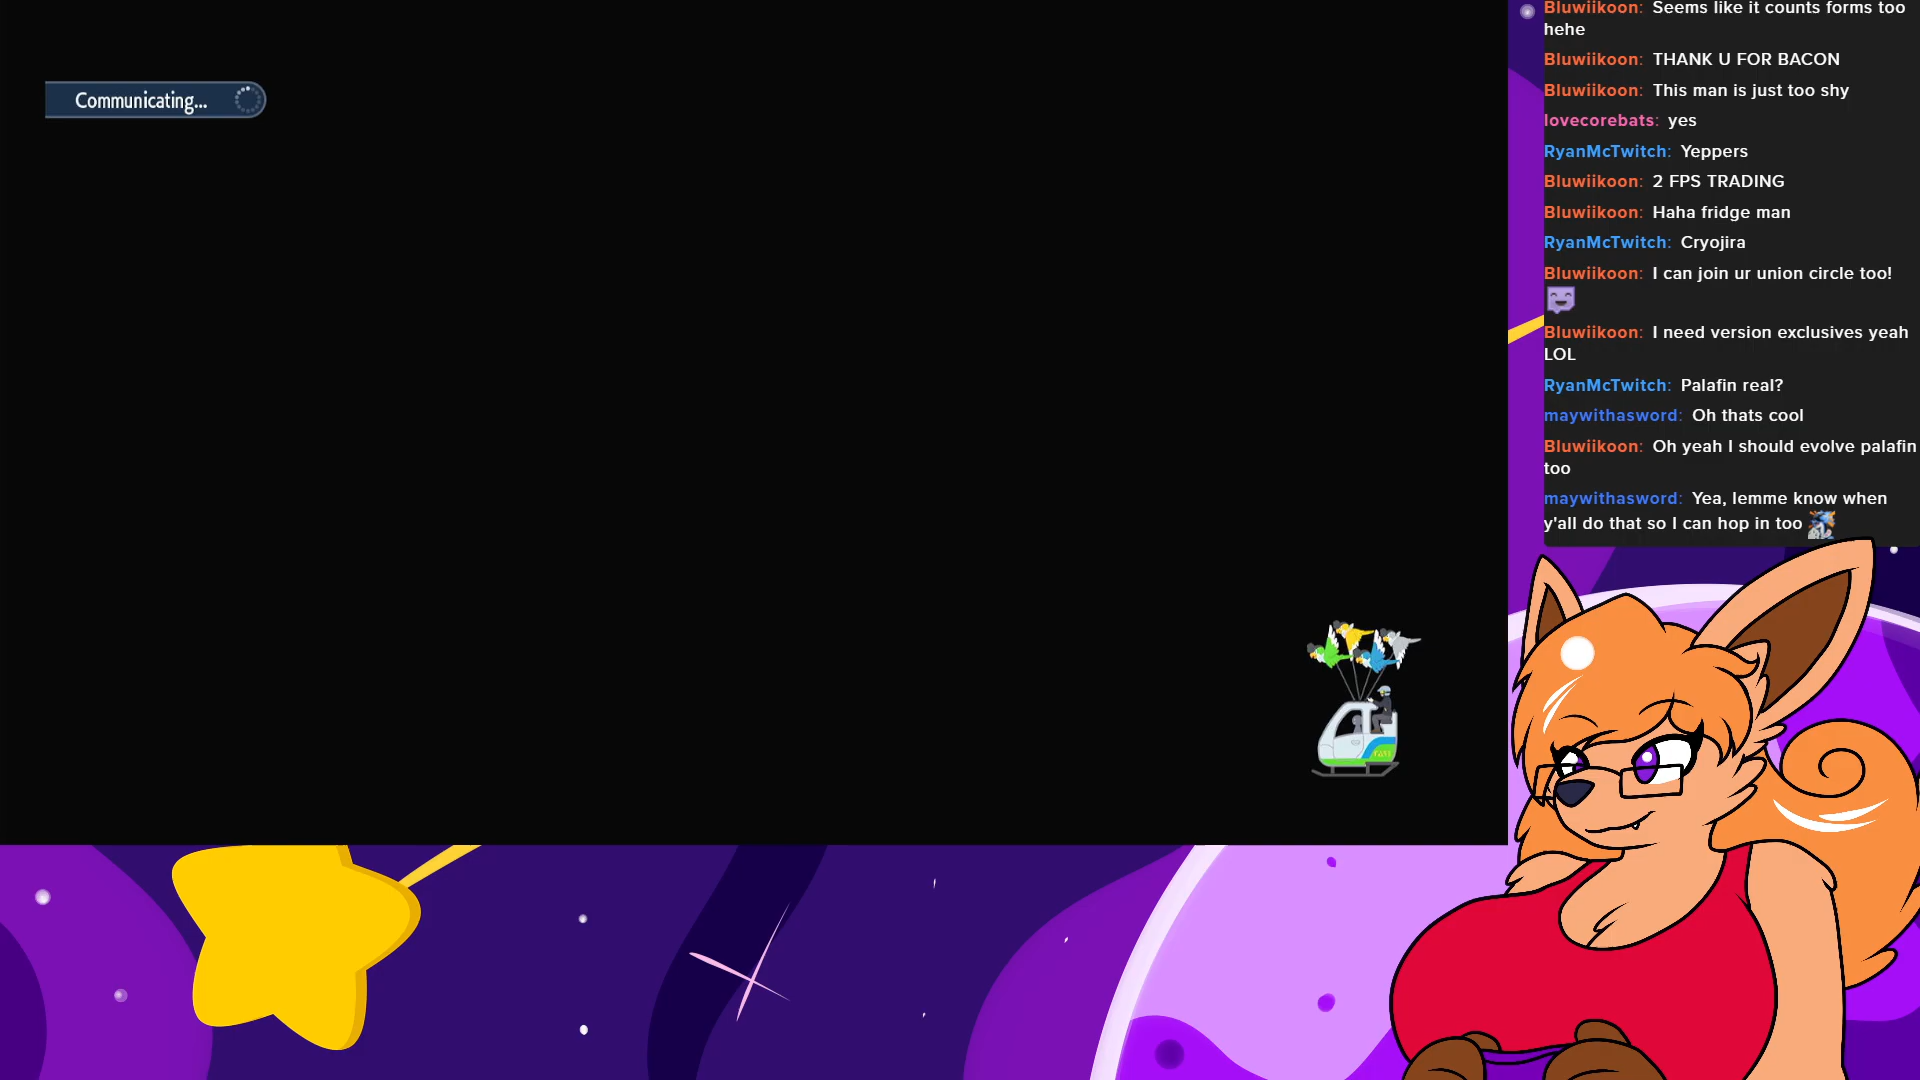 Communicating...
Bluwiikoon: Seems like it counts forms too
hehe
Bluwiikoon: THANK U FOR BACON
Bluwiikoon: This man is just too shy
lovecorebats: yes
RyanMcTwitch: Yeppers
Bluwiikoon: 2 FPS TRADING
Bluwiikoon: Haha fridge man
RyanMcTwitch: Cryojira
Bluwiikoon: I can join ur union circle too!
Bluwiikoon: I need version exclusives yeah
LOL
RyanMcTwitch: Palafin real?
maywithasword: Oh thats cool
Bluwiikoon: Oh yeah I should evolve palafin
too
maywithasword: Yea, lemme know when
y'all do that so I can hop in too